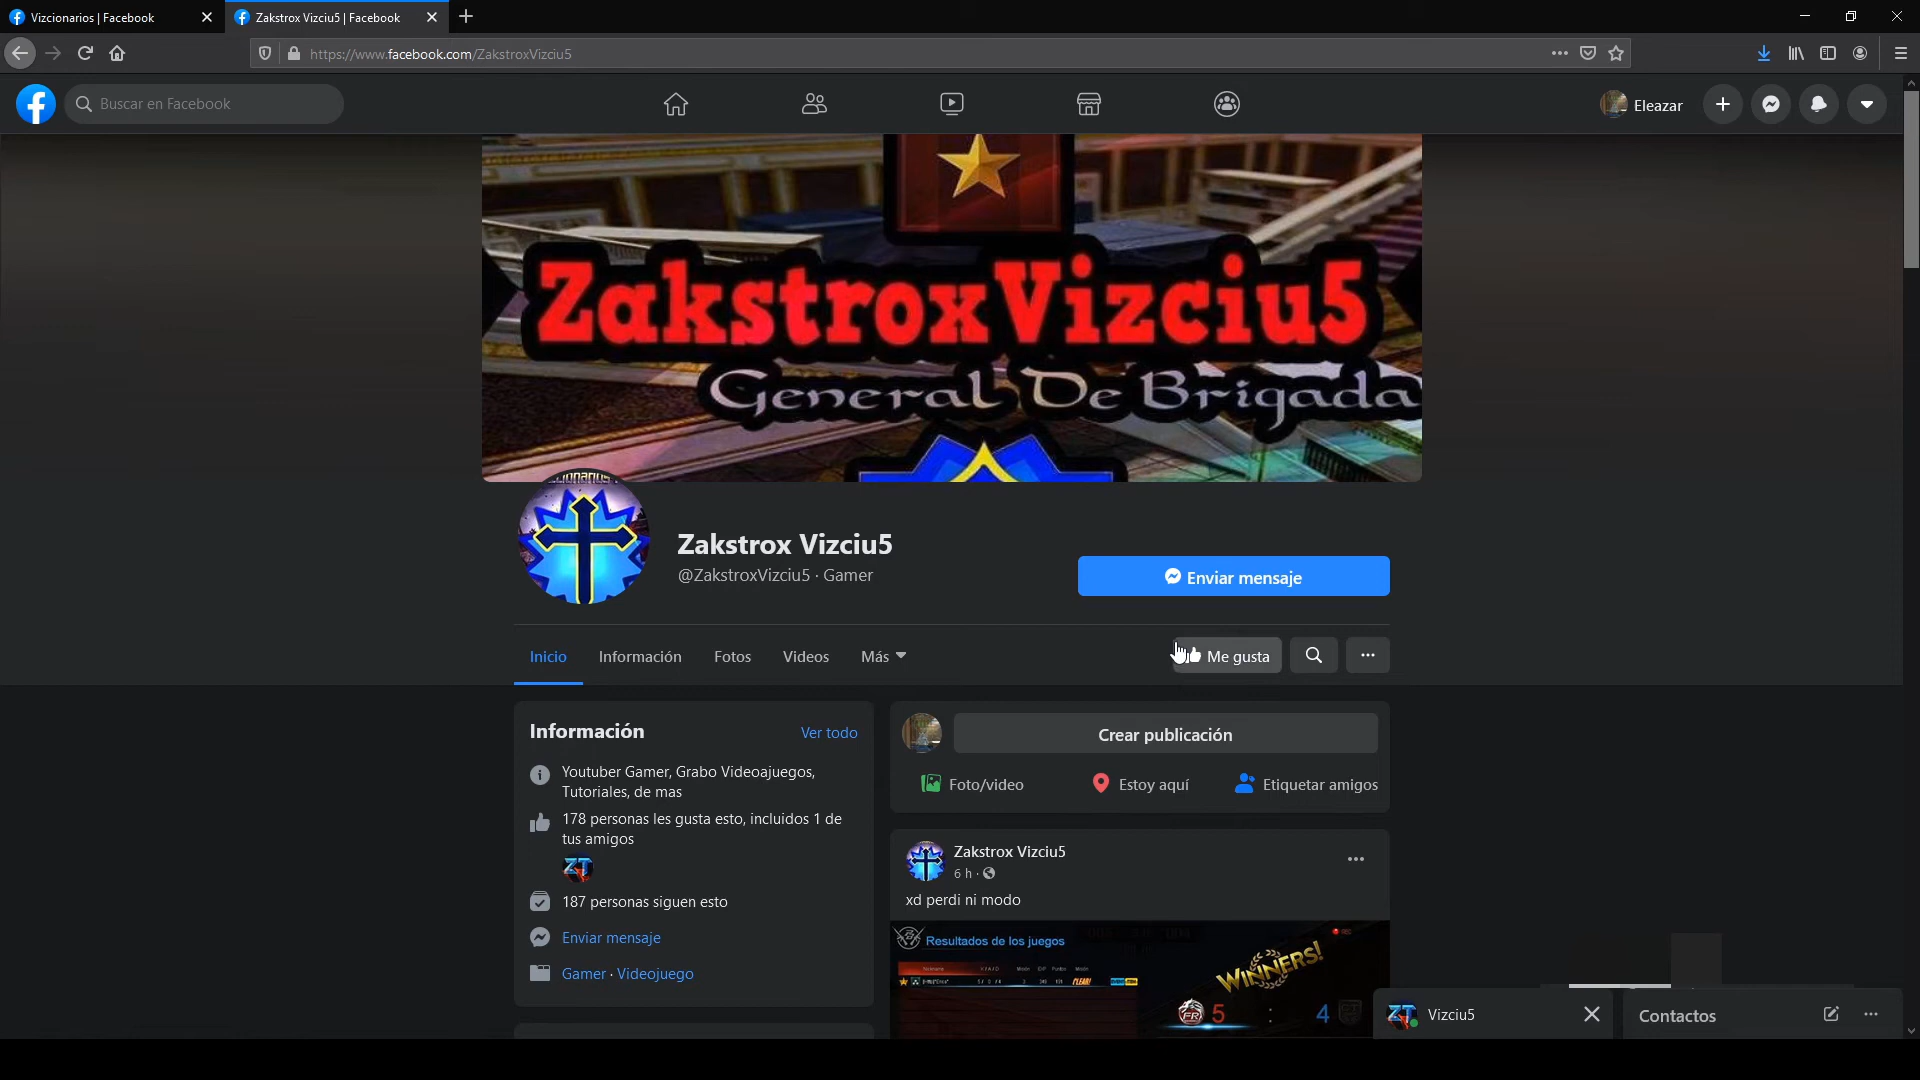 Vizcionarios | Facebook
Zakstrox Vizciu5 | Facebook
https://www.facebook.com/ZakstroxVizciu5
Buscar en Facebook
Eleazar
ZakstroxVizciu5
General De Brigada
Zakstrox Vizciu5
@ZakstroxVizciu5 · Gamer
Enviar mensaje
Inicio
Información
Fotos
Videos
Más
Me gusta
Información
Ver todo
Youtuber Gamer, Grabo Videoajuegos,
Tutoriales, de mas
178 personas les gusta esto, incluidos 1 de
tus amigos
ZT
187 personas siguen esto
Enviar mensaje
Gamer · Videojuego
Crear publicación
Foto/video
Estoy aquí
Etiquetar amigos
Zakstrox Vizciu5
6 h ·
xd perdi ni modo
Resultados de los juegos
WINNERS!
FR 5 : 4
ZT Vizciu5
Contactos